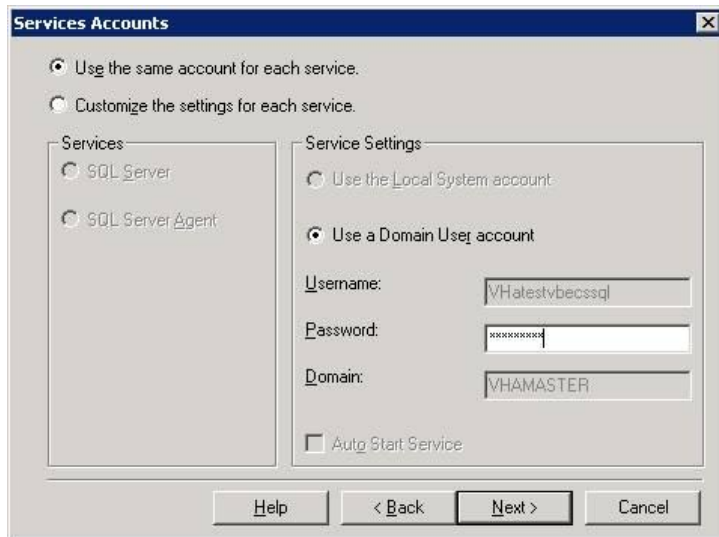 Services Accounts
Use the same account for each service.
Customize the settings for each service.
Services
SQL Server
SQL Server Agent
Service Settings
Use the Local System account
Use a Domain User account
Username:
VHatestvbecssql
Password:
*********
Domain:
VHAMASTER
Auto Start Service
Help
< Back
Next >
Cancel